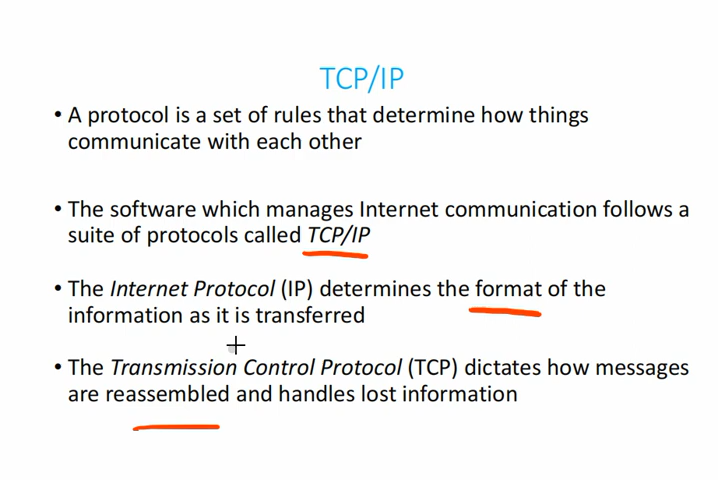 TCP/IP
• A protocol is a set of rules that determine how things
communicate with each other
• The software which manages Internet communication follows a
suite of protocols called TCP/IP
• The Internet Protocol (IP) determines the format of the
information as it is transferred
• The Transmission Control Protocol (TCP) dictates how messages
are reassembled and handles lost information